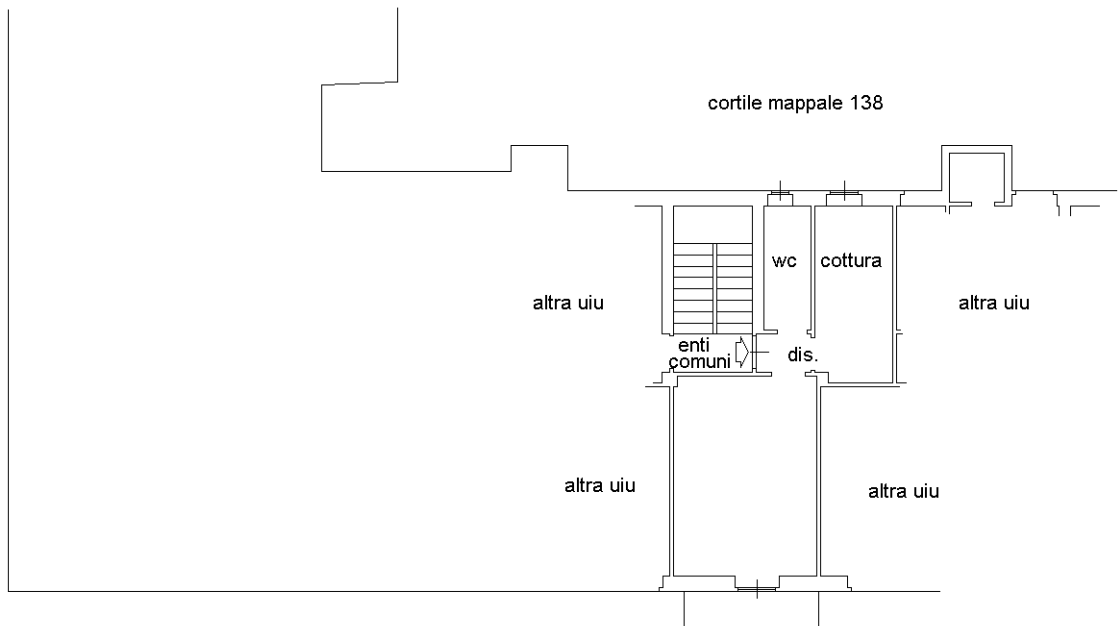 cortile mappale 138
wc
cottura
altra uiu
altra uiu
enti
comuni
dis.
altra uiu
altra uiu